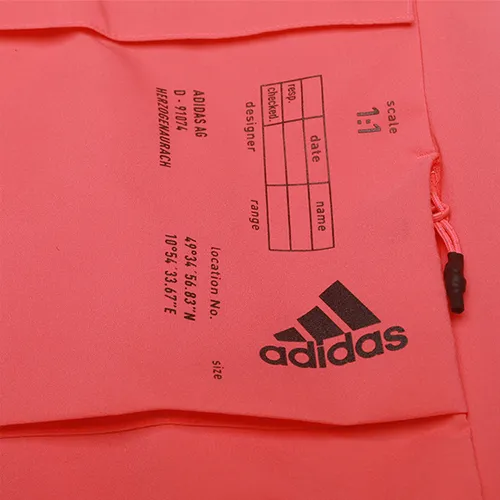 scale
1:1
date
name
resp.
checked.
designer
range
ADIDAS AG
D - 91074
HERZOGENAURACH
location No.
49°34'56.83"N
10°54'33.67"E
size
adidas